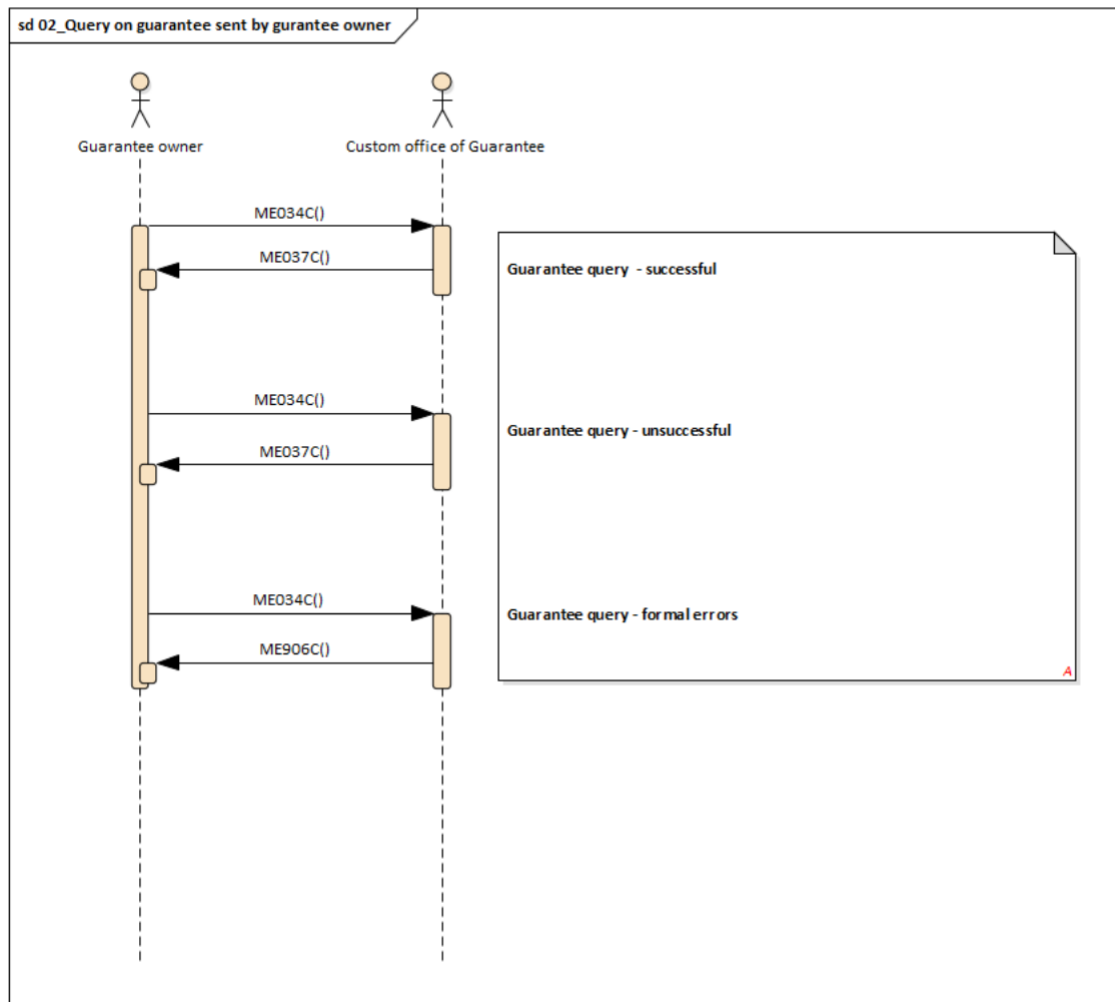 sd 02_Query on guarantee sent by gurantee owner
Guarantee owner
Custom office of Guarantee
ME034C()
ME037C()
Guarantee query - successful
ME034C()
Guarantee query - unsuccessful
ME037C()
ME034C()
Guarantee query - formal errors
ME906C()
A